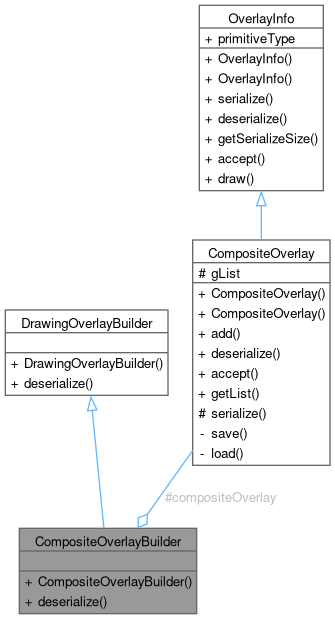 OverlayInfo
+ primitiveType
+ OverlayInfo()
+ OverlayInfo()
+ serialize()
+ deserialize()
+ getSerializeSize()
+ accept()
+ draw()
CompositeOverlay
# gList
+ CompositeOverlay()
+ CompositeOverlay()
+ add()
+ deserialize()
+ accept()
+ getList()
# serialize()
- save()
- load()
DrawingOverlayBuilder
+ DrawingOverlayBuilder()
+ deserialize()
#compositeOverlay
CompositeOverlayBuilder
+ CompositeOverlayBuilder()
+ deserialize()